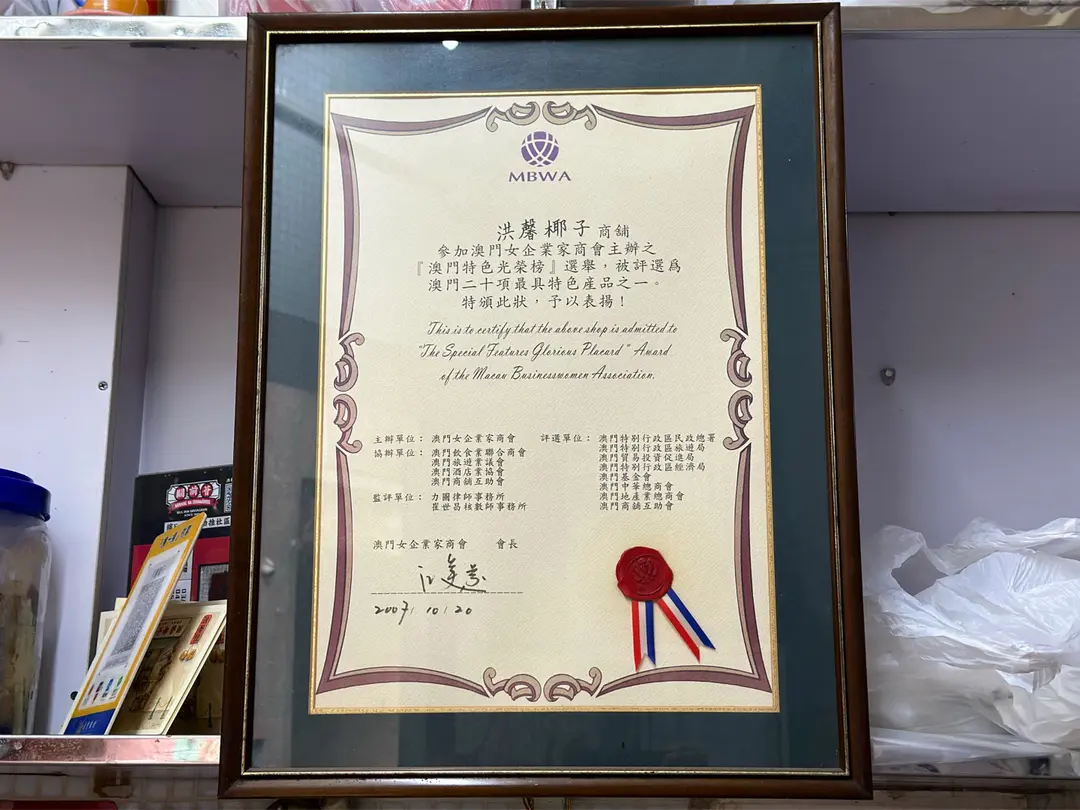 MBWA
洪馨椰子 商舖
參加澳門女企業家商會主辦之
『澳門特色光榮榜』選舉，被評選為
澳門二十項最具特色產品之一。
特頒此狀，予以表揚！
This is to certify that the above shop is admitted to
"The Special Features Glorious Placard" Award
of the Macau Businesswomen Association.
主辦單位： 澳門女企業家商會
協辦單位： 澳門飲食業聯合商會
澳門旅遊業議會
澳門酒店業協會
澳門商舖互助會
監評單位： 力圖律師事務所
崔世昌核數師事務所
評選單位： 澳門特別行政區民政總署
澳門特別行政區旅遊局
澳門貿易投資促進局
澳門特別行政區經濟局
澳門基金會
澳門中華總商會
澳門地產業總商會
澳門商舖互助會
澳門女企業家商會 會長
2007.10.20